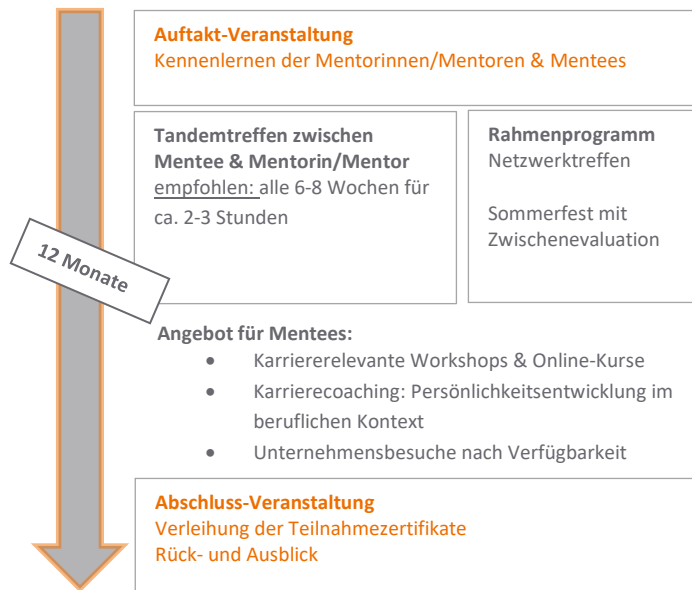 Auftakt-Veranstaltung
Kennenlernen der Mentorinnen/Mentoren & Mentees
Tandemtreffen zwischen
Mentee & Mentorin/Mentor
empfohlen: alle 6-8 Wochen für
ca. 2-3 Stunden
Rahmenprogramm
Netzwerktreffen
Sommerfest mit
Zwischenevaluation
12 Monate
Angebot für Mentees:
• Karriererelevante Workshops & Online-Kurse
• Karrierecoaching: Persönlichkeitsentwicklung im
beruflichen Kontext
• Unternehmensbesuche nach Verfügbarkeit
Abschluss-Veranstaltung
Verleihung der Teilnahmezertifikate
Rück- und Ausblick